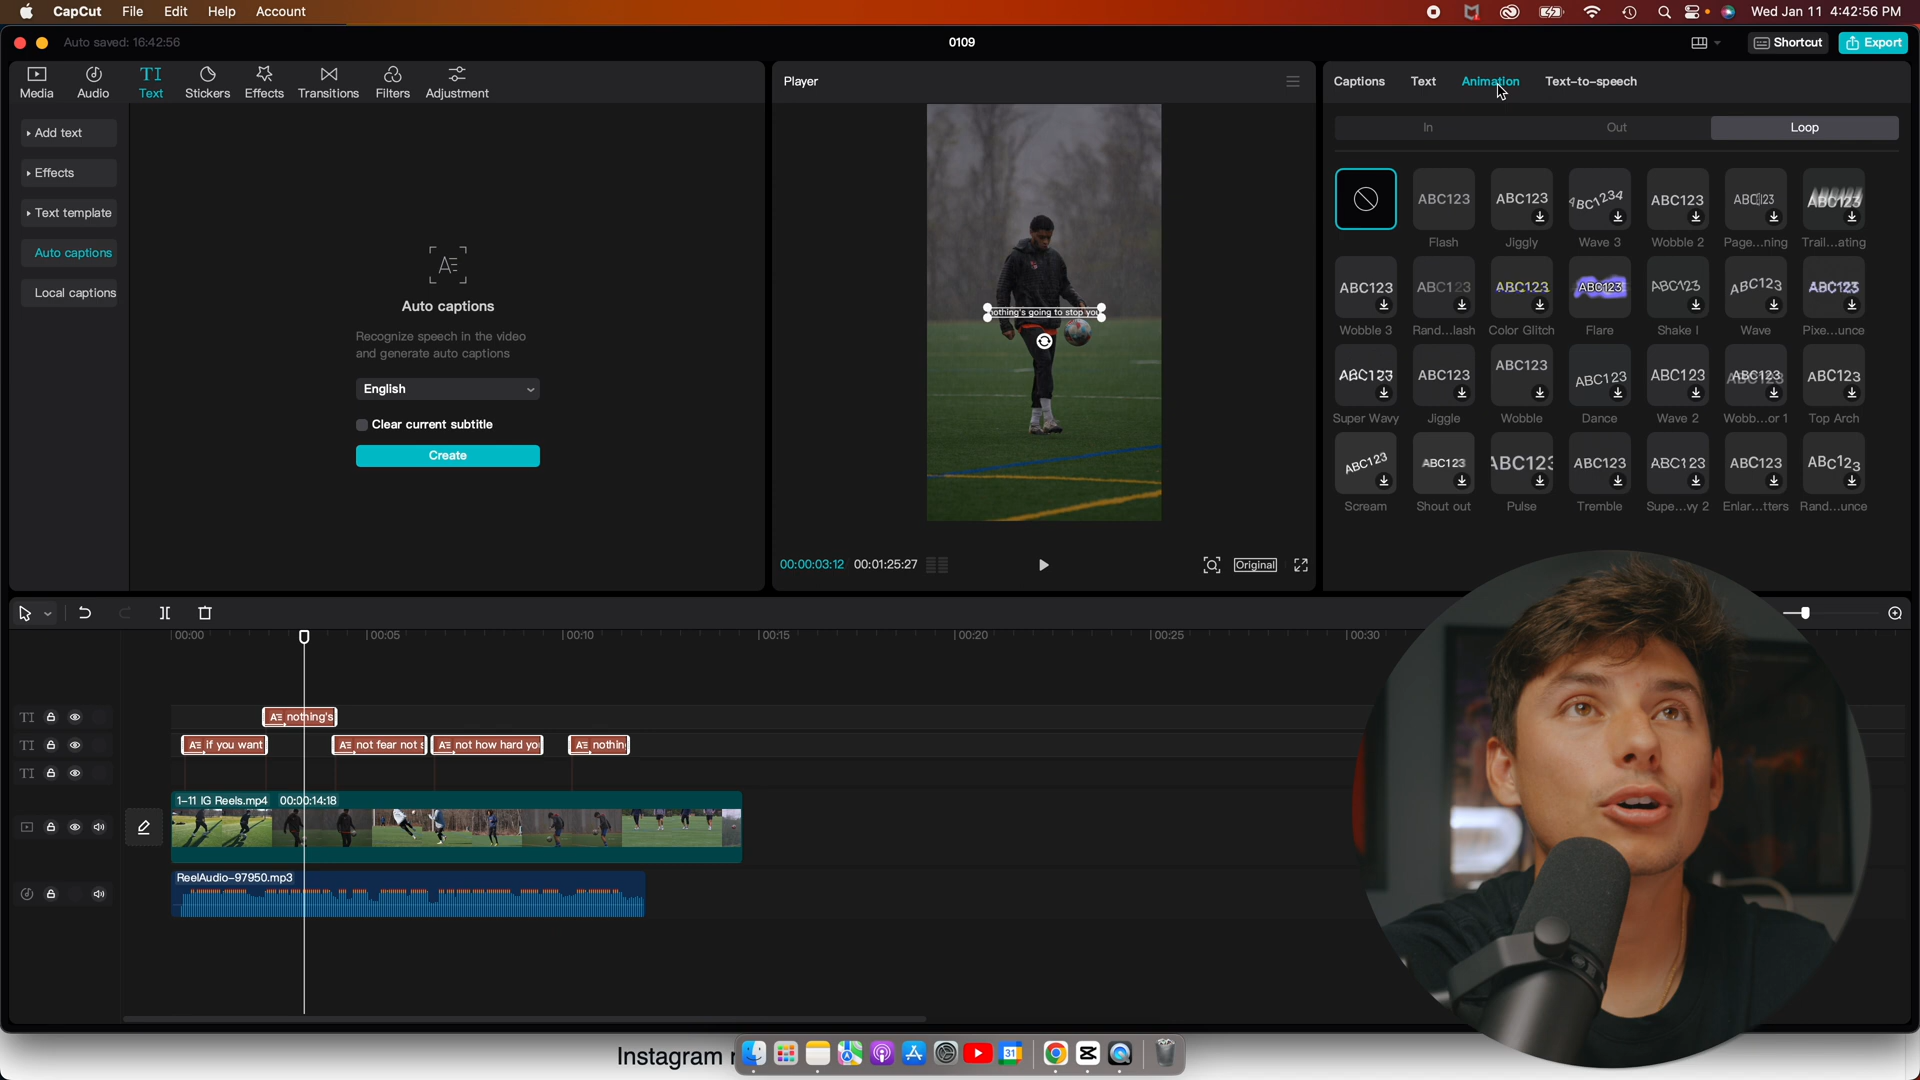 CapCut File Edit Help Account
Wed Jan 11 4:42:56 PM
Auto saved: 16:42:56
0109
Shortcut
Export
Media Audio Text Stickers Effects Transitions Filters Adjustment
Add text
Effects
Text template
Auto captions
Local captions
Auto captions
Recognize speech in the video
and generate auto captions
English
Clear current subtitle
Create
Player
nothing's going to stop you
00:00:03:12 00:01:25:27
Original
Captions Text Animation Text-to-speech
In Out Loop
ABC123 ABC123 ABC1234 ABC123 ABC123 ABC123
Flash Jiggly Wave 3 Wobble 2 Page...ning Trail...ating
ABC123 ABC123 ABC123 ABC123 ABC123 ABC123 ABC123
Wobble 3 Rand...lash Color Glitch Flare Shake I Wave Pixe...unce
ABC123 ABC123 ABC123 ABC123 ABC123 ABC123 ABC123
Super Wavy Jiggle Wobble Dance Wave 2 Wobb...or 1 Top Arch
ABC123 ABC123 ABC123 ABC123 ABC123 ABC123 ABC123
Scream Shout out Pulse Tremble Supe...vy 2 Enlar...tters Rand...unce
00:00 00:05 00:10 00:15 00:20 00:25 00:30
TI A nothing's
TI A if you want A not fear not A not how hard yo A nothin
TI
1-11 IG Reels.mp4 00:00:14:18
ReelAudio-97950.mp3
Instagram
31